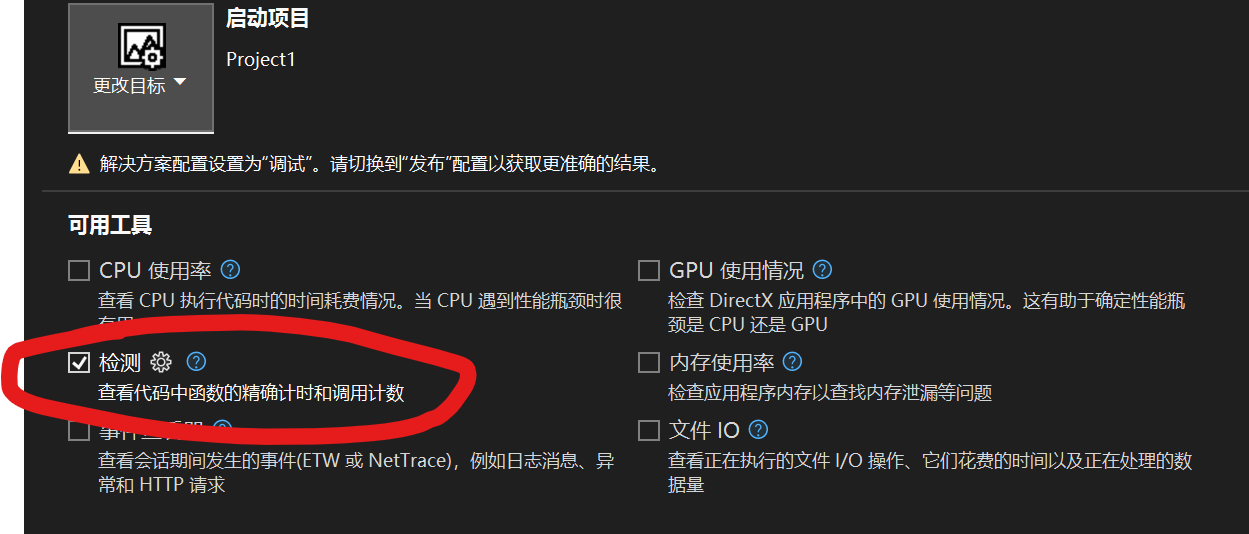 启动项目
Project1
更改目标
解决方案配置设置为“调试”。请切换到“发布”配置以获取更准确的结果。
可用工具
CPU 使用率
查看 CPU 执行代码时的时间耗费情况。当 CPU 遇到性能瓶颈时很
GPU 使用情况
检查 DirectX 应用程序中的 GPU 使用情况。这有助于确定性能瓶
颈是 CPU 还是 GPU
检测
查看代码中函数的精确计时和调用计数
内存使用率
检查应用程序内存以查找内存泄漏等问题
查看会话期间发生的事件(ETW 或 NetTrace)，例如日志消息、异
常和 HTTP 请求
文件 IO
查看正在执行的文件 I/O 操作、它们花费的时间以及正在处理的数
据量